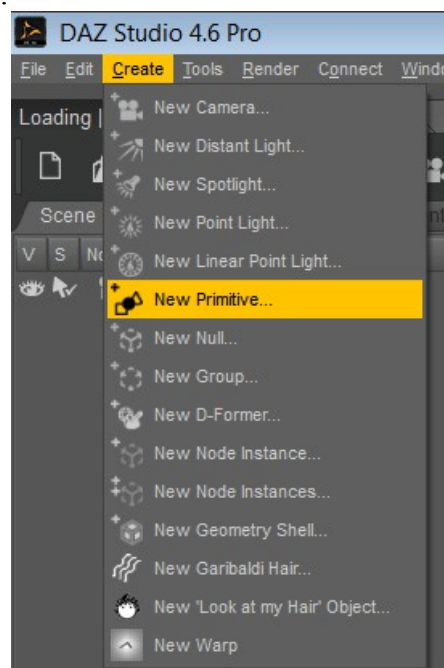 DAZ Studio 4.6 Pro
File Edit Create Tools Render Connect
Loading
New Camera...
New Distant Light...
New Spotlight...
Scene
New Point Light...
V S
New Linear Point Light...
New Primitive...
New Null...
New Group...
New D-Former...
New Node Instance...
New Node Instances...
New Geometry Shell...
New Garibaldi Hair...
New 'Look at my Hair' Object...
New Warp